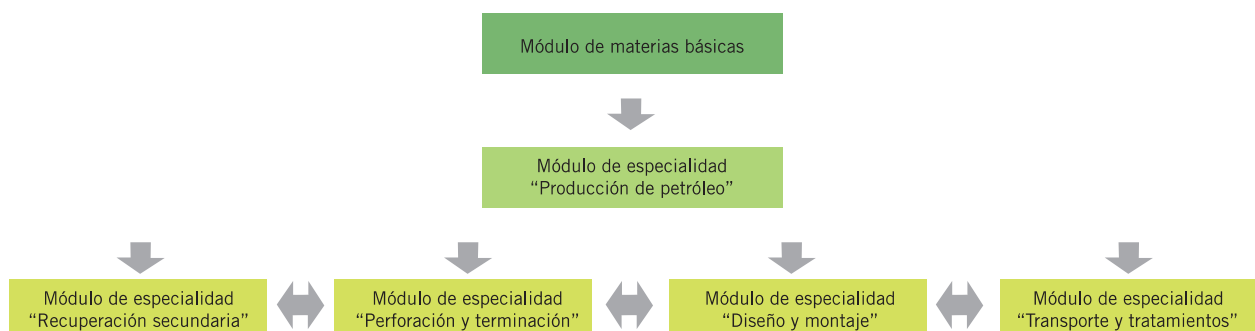 Módulo de materias básicas
Módulo de especialidad
“Producción de petróleo”
Módulo de especialidad
“Recuperación secundaria”
Módulo de especialidad
“Perforación y terminación”
Módulo de especialidad
“Diseño y montaje”
Módulo de especialidad
“Transporte y tratamientos”